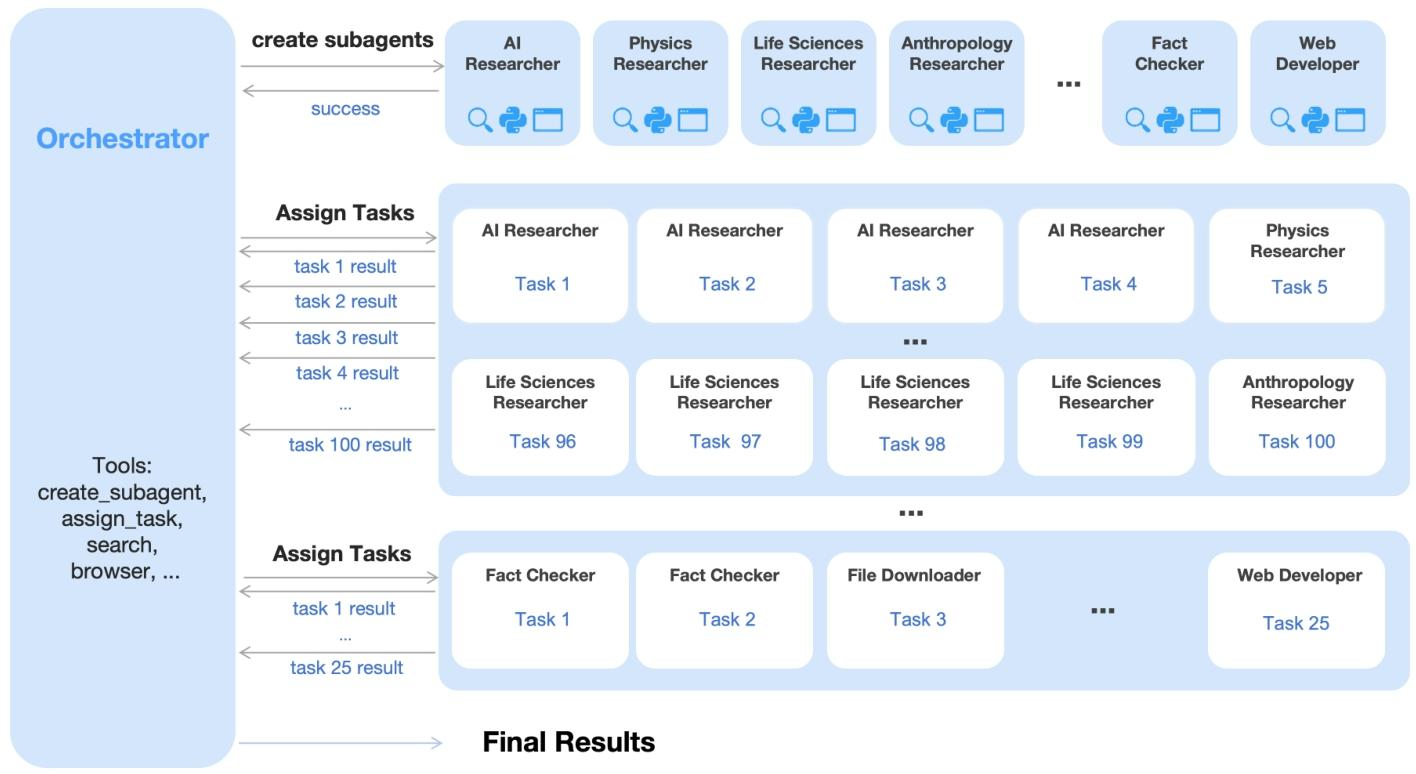 create subagents
success
AI
Researcher
Physics
Researcher
Life Sciences
Researcher
Anthropology
Researcher
...
Fact
Checker
Web
Developer
Orchestrator
Tools:
create_subagent,
assign_task,
search,
browser, ...
Assign Tasks
task 1 result
task 2 result
task 3 result
task 4 result
...
task 100 result
AI Researcher
Task 1
AI Researcher
Task 2
AI Researcher
Task 3
AI Researcher
Task 4
Physics
Researcher
Task 5
...
Life Sciences
Researcher
Task 96
Life Sciences
Researcher
Task  97
Life Sciences
Researcher
Task 98
Life Sciences
Researcher
Task 99
Anthropology
Researcher
Task 100
...
Assign Tasks
task 1 result
...
task 25 result
Fact Checker
Task 1
Fact Checker
Task 2
File Downloader
Task 3
...
Web Developer
Task 25
Final Results